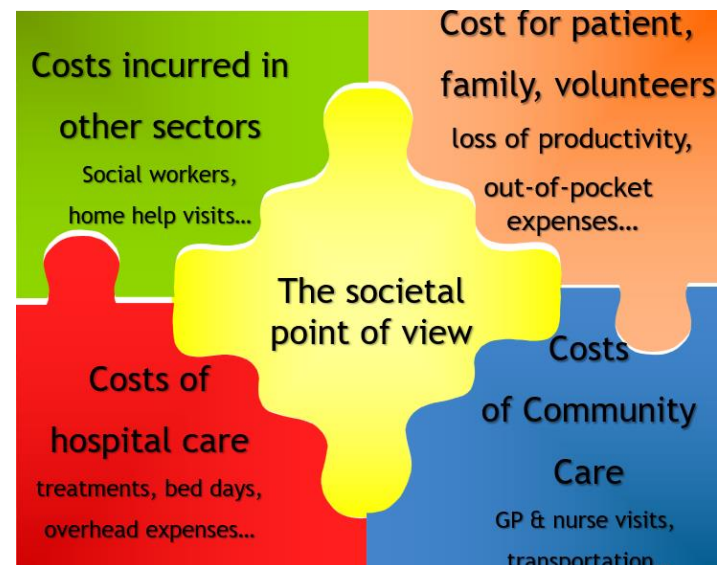 Costs incurred in
other sectors
Social workers,
home help visits…
Cost for patient,
family, volunteers
loss of productivity,
out-of-pocket
expenses…
The societal
point of view
Costs of
hospital care
treatments, bed days,
overhead expenses…
Costs
of Community
Care
GP & nurse visits,
transportation